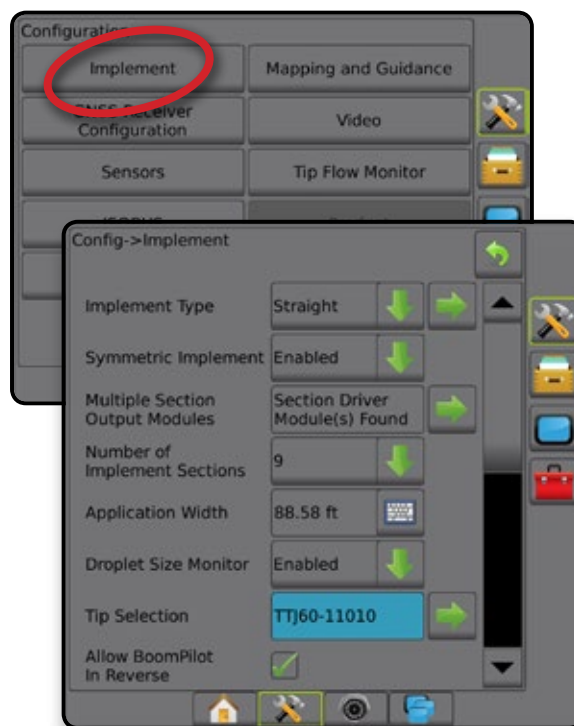 Configuration
Implement
Mapping and Guidance
GNSS Receiver
Configuration
Video
Sensors
Tip Flow Monitor
Config->Implement
Implement Type
Straight
Symmetric Implement
Enabled
Multiple Section
Output Modules
Section Driver
Module(s) Found
Number of
Implement Sections
9
Application Width
88.58 ft
Droplet Size Monitor
Enabled
Tip Selection
TTJ60-11010
Allow BoomPilot
In Reverse